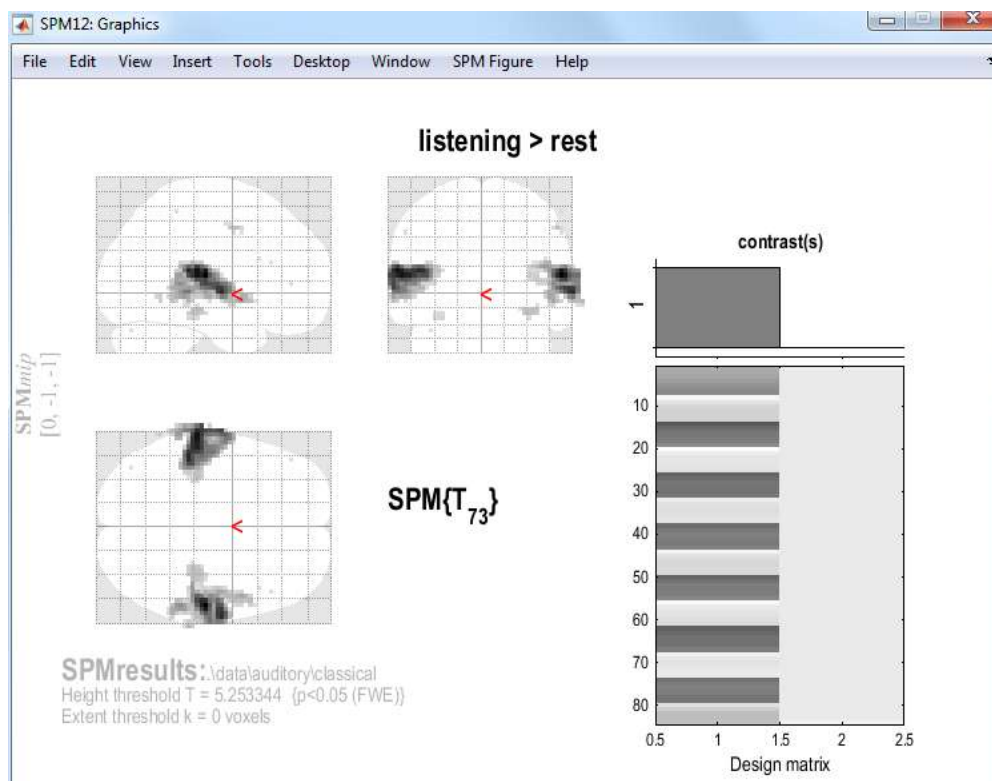 SPM12: Graphics
File Edit View Insert Tools Desktop Window SPM Figure Help
listening > rest
SPMmip
[0, -1, -1]
<
<
<
SPM{T73}
contrast(s)
1
10
20
30
40
50
60
70
80
0.5 1 1.5 2 2.5
Design matrix
SPMresults: .\data\auditory\classical
Height threshold T = 5.253344 {p<0.05 (FWE)}
Extent threshold k = 0 voxels